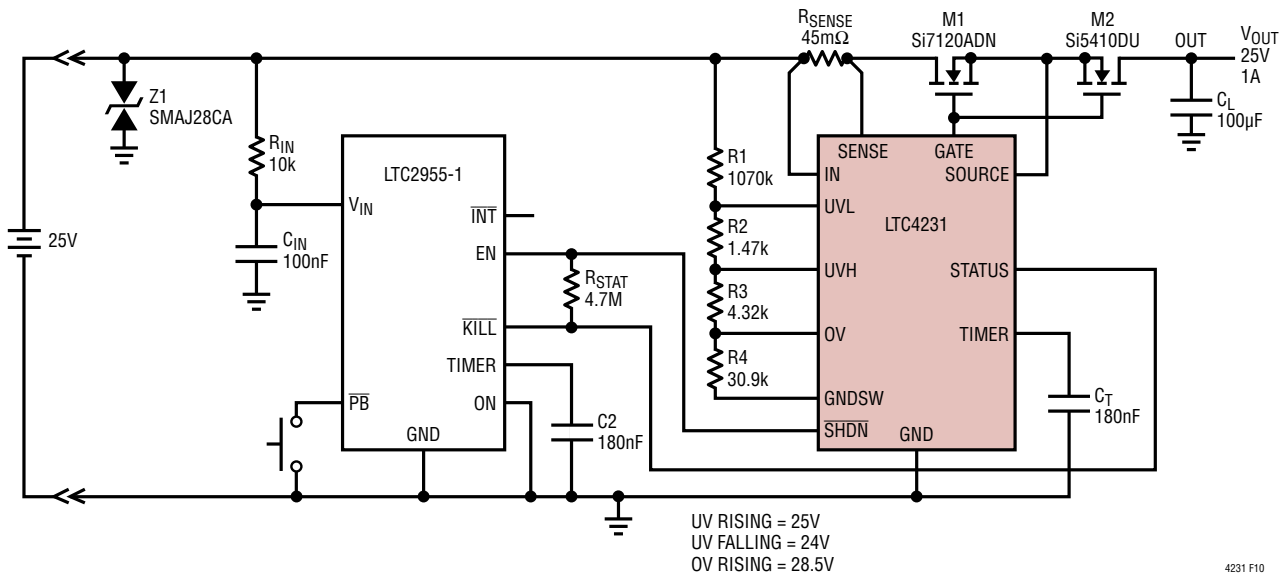 RSENSE
45mΩ
M1
Si7120ADN
M2
Si5410DU
OUT
VOUT
25V
1A
Z1
SMAJ28CA
RIN
10k
CIN
100nF
25V
LTC2955-1
VIN
INT
EN
KILL
TIMER
ON
PB
GND
RSTAT
4.7M
C2
180nF
R1
1070k
R2
1.47k
R3
4.32k
R4
30.9k
SENSE
GATE
IN
SOURCE
UVL
LTC4231
UVH
STATUS
OV
TIMER
GNDSW
SHDN
GND
CL
100µF
CT
180nF
UV RISING = 25V
UV FALLING = 24V
OV RISING = 28.5V
4231 F10